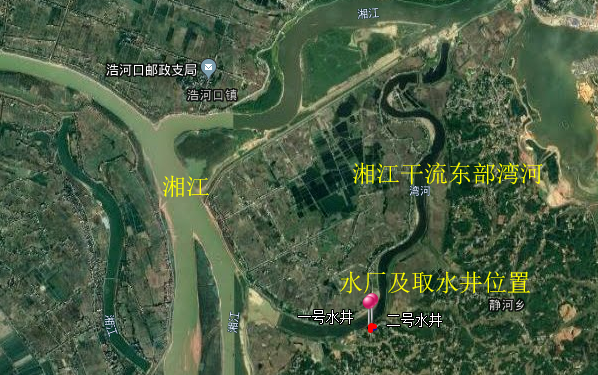 湘江
浩河口邮政支局
浩河口镇
湘江干流东部湾河
湘江
湾河
水厂及取水井位置
静河乡
一号水井
二号水井
湘江